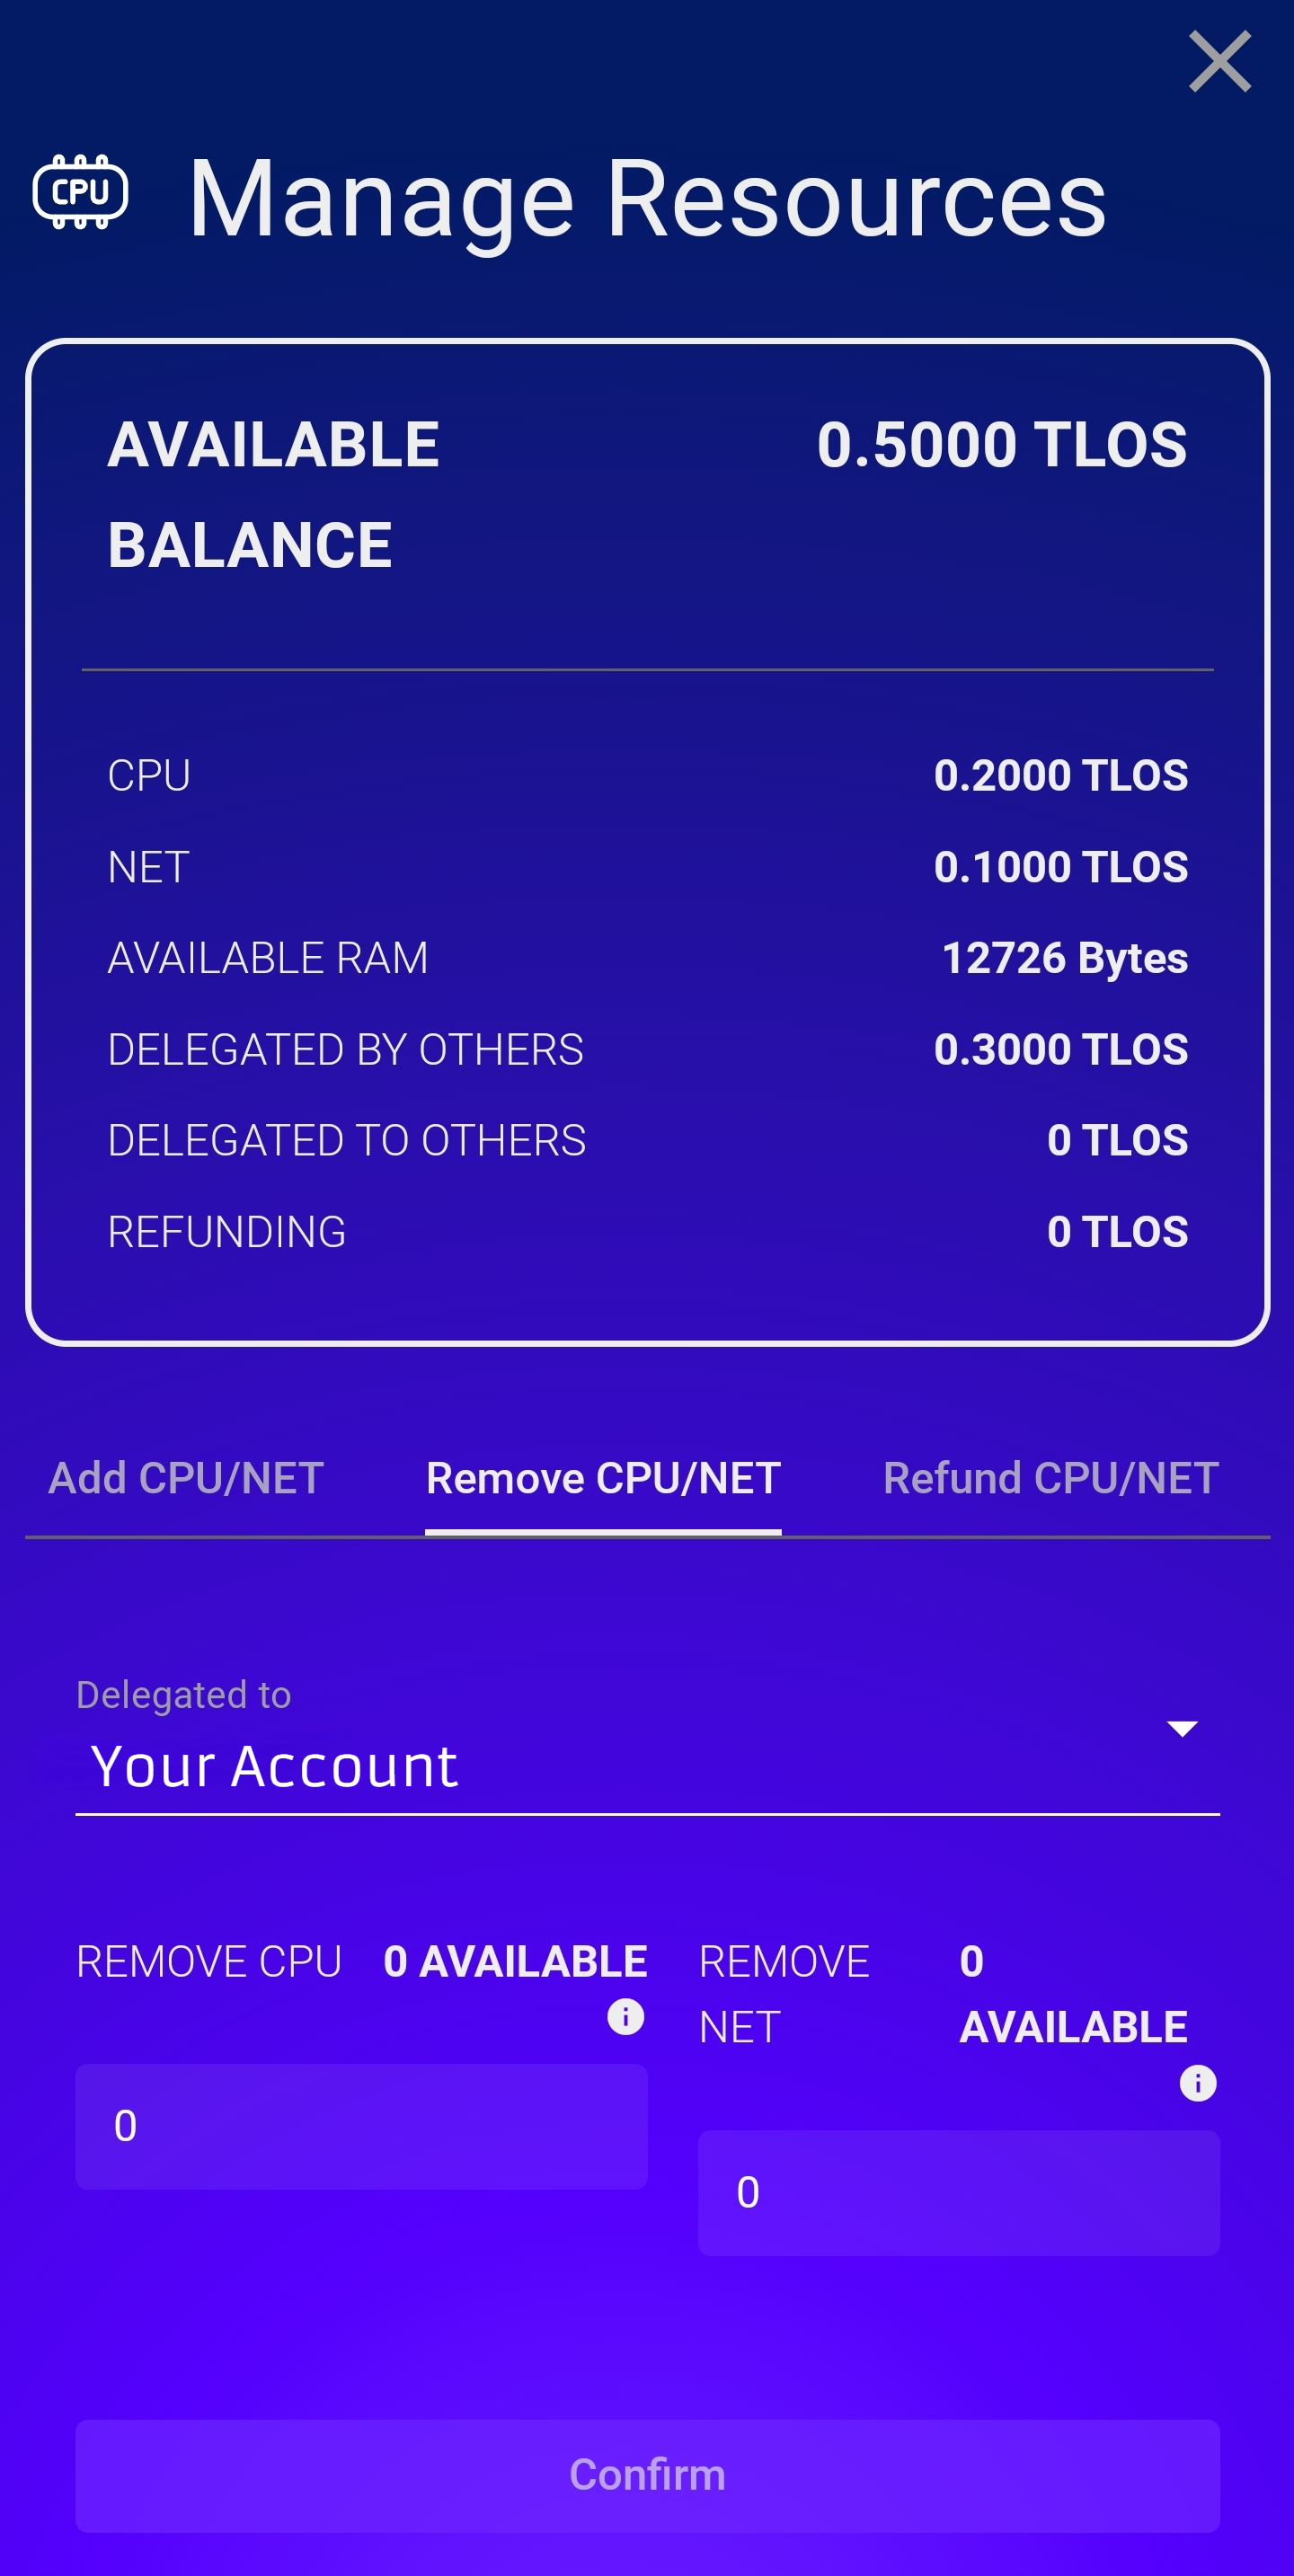 CPU Manage Resources
AVAILABLE 0.5000 TLOS
BALANCE
CPU 0.2000 TLOS
NET 0.1000 TLOS
AVAILABLE RAM 12726 Bytes
DELEGATED BY OTHERS 0.3000 TLOS
DELEGATED TO OTHERS 0 TLOS
REFUNDING 0 TLOS
Add CPU/NET Remove CPU/NET Refund CPU/NET
Delegated to
Your Account
REMOVE CPU 0 AVAILABLE
0
REMOVE 0
NET AVAILABLE
0
Confirm